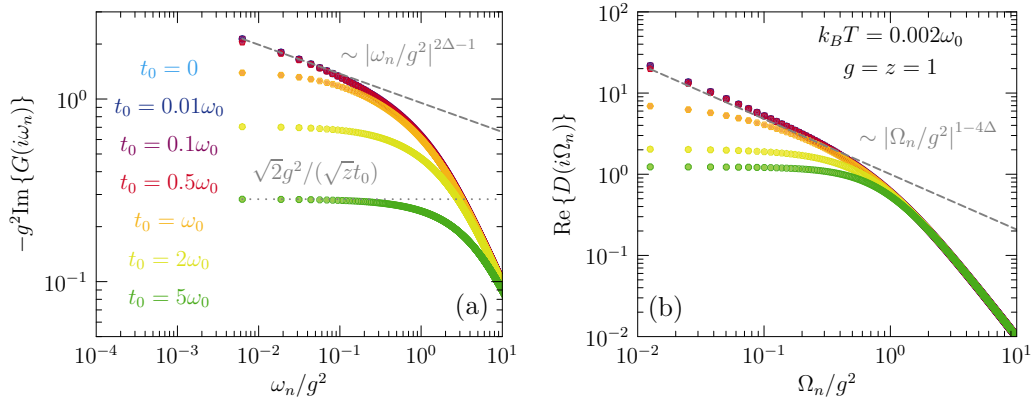 −g²Im{G(iωₙ)}
10⁰
10⁻¹
t₀ = 0
t₀ = 0.01ω₀
t₀ = 0.1ω₀
t₀ = 0.5ω₀
t₀ = ω₀
t₀ = 2ω₀
t₀ = 5ω₀
∼ |ωₙ/g²|^{2Δ−1}
√2g²/(√zt₀)
(a)
10⁻⁴ 10⁻³ 10⁻² 10⁻¹ 10⁰ 10¹
ωₙ/g²
Re{D(iΩₙ)}
10²
10¹
10⁰
10⁻¹
10⁻²
k_BT = 0.002ω₀
g = z = 1
∼ |Ωₙ/g²|^{1−4Δ}
(b)
10⁻² 10⁻¹ 10⁰ 10¹
Ωₙ/g²